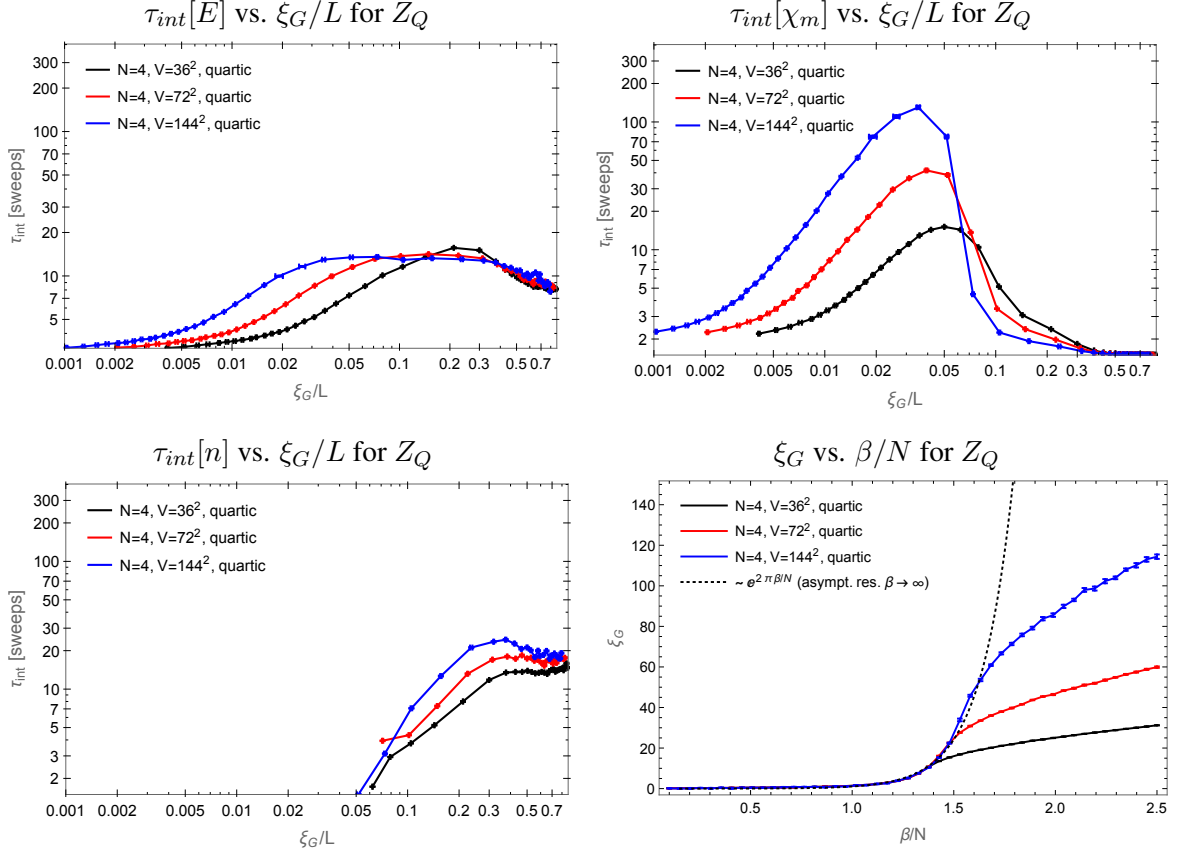 τ_int[E] vs. ξ_G/L for Z_Q
300
200
100
70
50
30
20
10
7
5
3
N=4, V=36², quartic
N=4, V=72², quartic
N=4, V=144², quartic
τ_int [sweeps]
0.001 0.002 0.004 0.01 0.02 0.04 0.1 0.2 0.3 0.5 0.7
ξ_G/L
τ_int[χ_m] vs. ξ_G/L for Z_Q
300
200
100
70
50
30
20
10
7
5
3
2
N=4, V=36², quartic
N=4, V=72², quartic
N=4, V=144², quartic
τ_int [sweeps]
0.001 0.002 0.004 0.01 0.02 0.05 0.1 0.2 0.3 0.5 0.7
ξ_G/L
τ_int[n] vs. ξ_G/L for Z_Q
300
200
100
70
50
30
20
10
7
5
3
2
N=4, V=36², quartic
N=4, V=72², quartic
N=4, V=144², quartic
τ_int [sweeps]
0.001 0.002 0.004 0.01 0.02 0.04 0.1 0.2 0.3 0.5 0.7
ξ_G/L
ξ_G vs. β/N for Z_Q
140
120
100
80
60
40
20
0
N=4, V=36², quartic
N=4, V=72², quartic
N=4, V=144², quartic
~ e^{2 π β/N} (asympt. res. β → ∞)
ξ_G
0.5 1.0 1.5 2.0 2.5
β/N